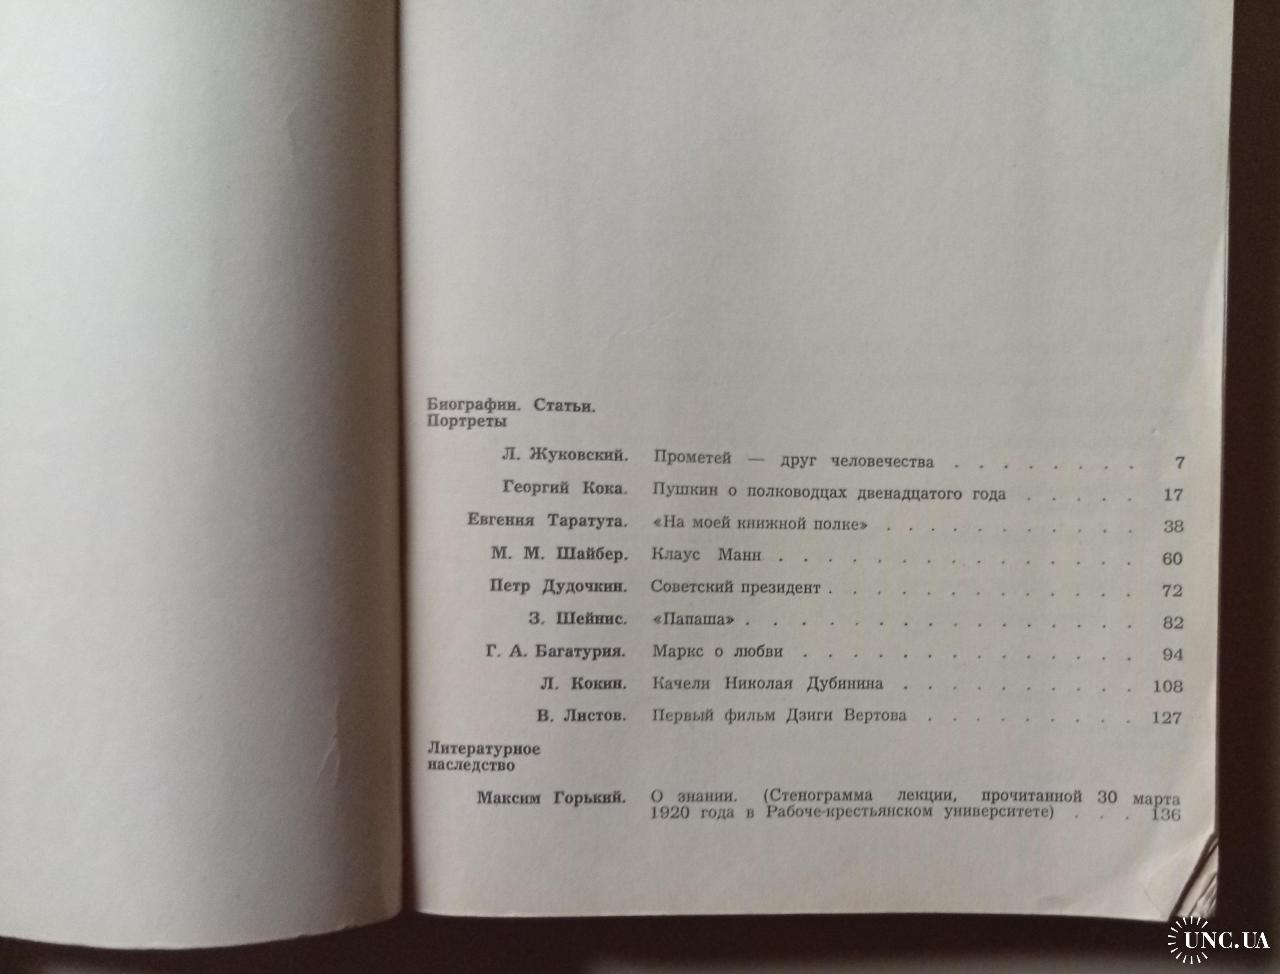 Биографии. Статьи.
Портреты
Л. Жуковский. Прометей — друг человечества . . . . . . . . 7
Георгий Кока. Пушкин о полководцах двенадцатого года . . . . . 17
Евгения Таратута. «На моей книжной полке» . . . . . . . . . . . 38
М. М. Шайбер. Клаус Манн . . . . . . . . . . . . . . . 60
Петр Дудочкин. Советский президент . . . . . . . . . . . . . 72
З. Шейнис. «Папаша» . . . . . . . . . . . . . . . . 82
Г. А. Багатурия. Маркс о любви . . . . . . . . . . . . . . 94
Л. Кокин. Качели Николая Дубинина . . . . . . . . . . 108
В. Листов. Первый фильм Дзиги Вертова . . . . . . . . . 127
Литературное
наследство
Максим Горький. О знании. (Стенограмма лекции, прочитанной 30 марта
1920 года в Рабоче-крестьянском университете) . . . 136
UNC.UA